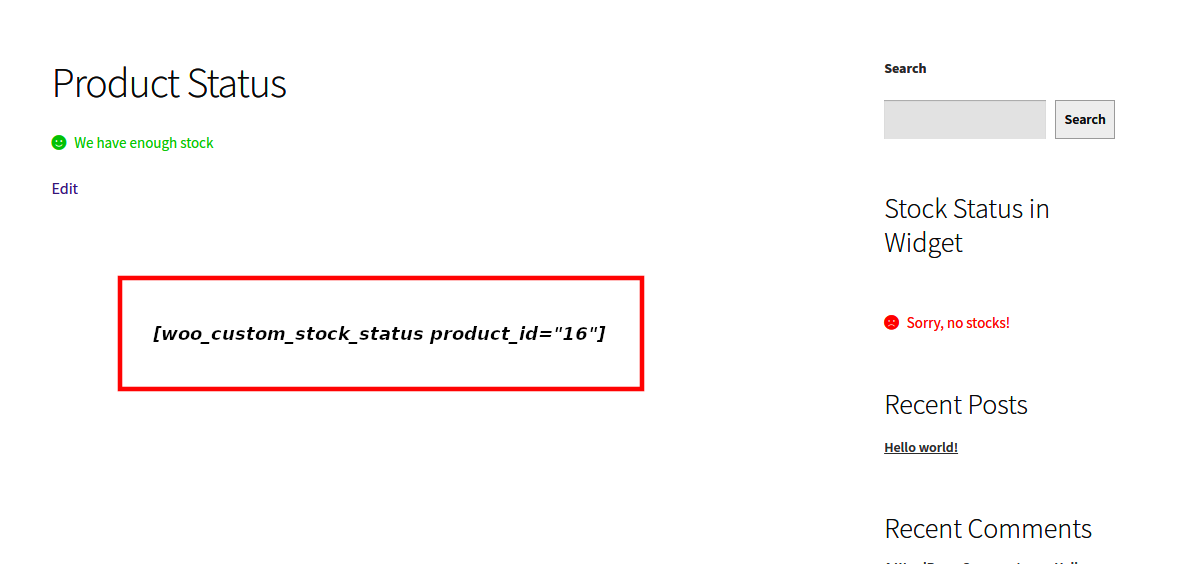 Product Status
We have enough stock
Edit
[woo_custom_stock_status product_id="16"]
Search
Search
Stock Status in
Widget
Sorry, no stocks!
Recent Posts
Hello world!
Recent Comments